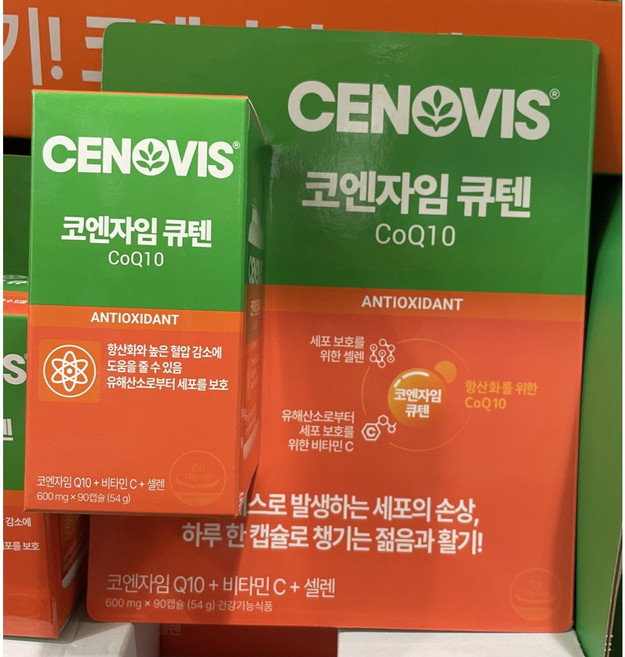 기! 코엔
CENOVIS®
코엔자임 큐텐
CoQ10
ANTIOXIDANT
항산화와 높은 혈압 감소에
도움을 줄 수 있음
유해산소로부터 세포를 보호
코엔자임 Q10 + 비타민 C + 셀렌
600 mg × 90캡슐 (54 g)
CENOVIS®
코엔자임 큐텐
CoQ10
ANTIOXIDANT
세포 보호를
위한 셀렌
코엔자임
큐텐
항산화를 위한
CoQ10
유해산소로부터
세포 보호를
위한 비타민 C
C
스로 발생하는 세포의 손상,
하루 한 캡슐로 챙기는 젊음과 활기!
코엔자임 Q10 + 비타민 C + 셀렌
600 mg × 90캡슐 (54 g) 건강기능식품
S
감소에
포를 보호
셀렌